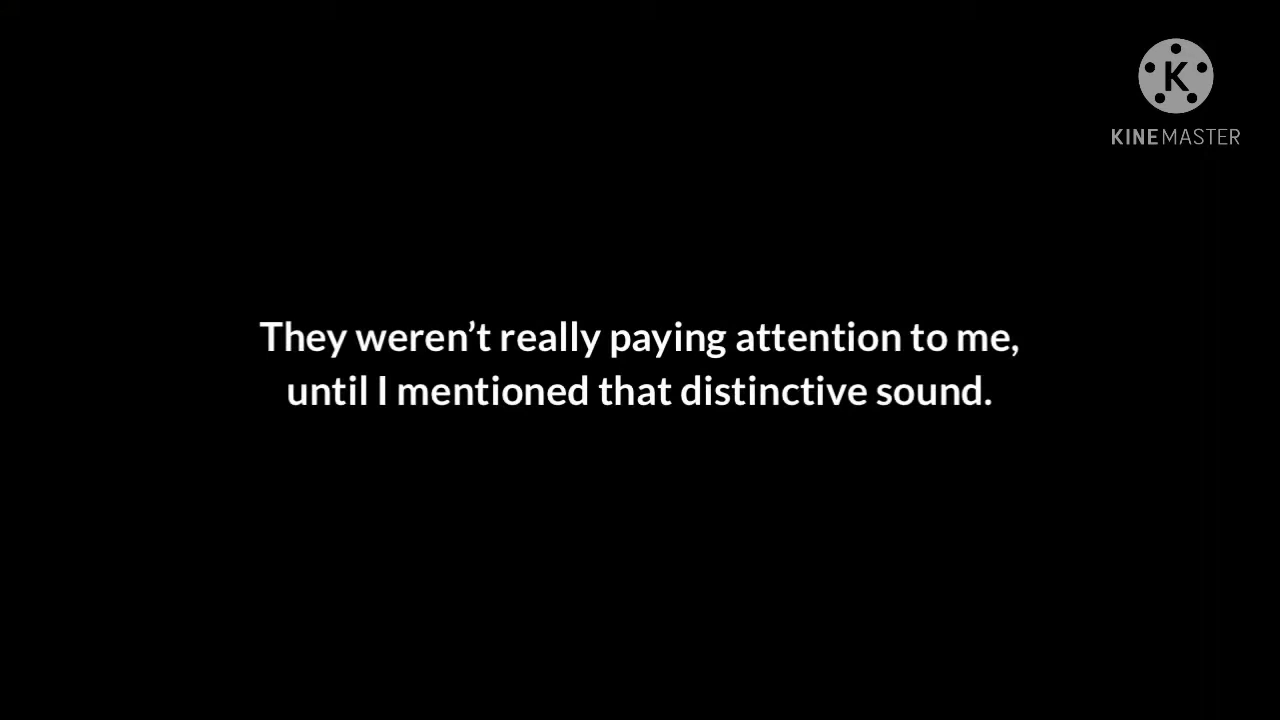 K
KINEMASTER
They weren’t really paying attention to me,
until I mentioned that distinctive sound.